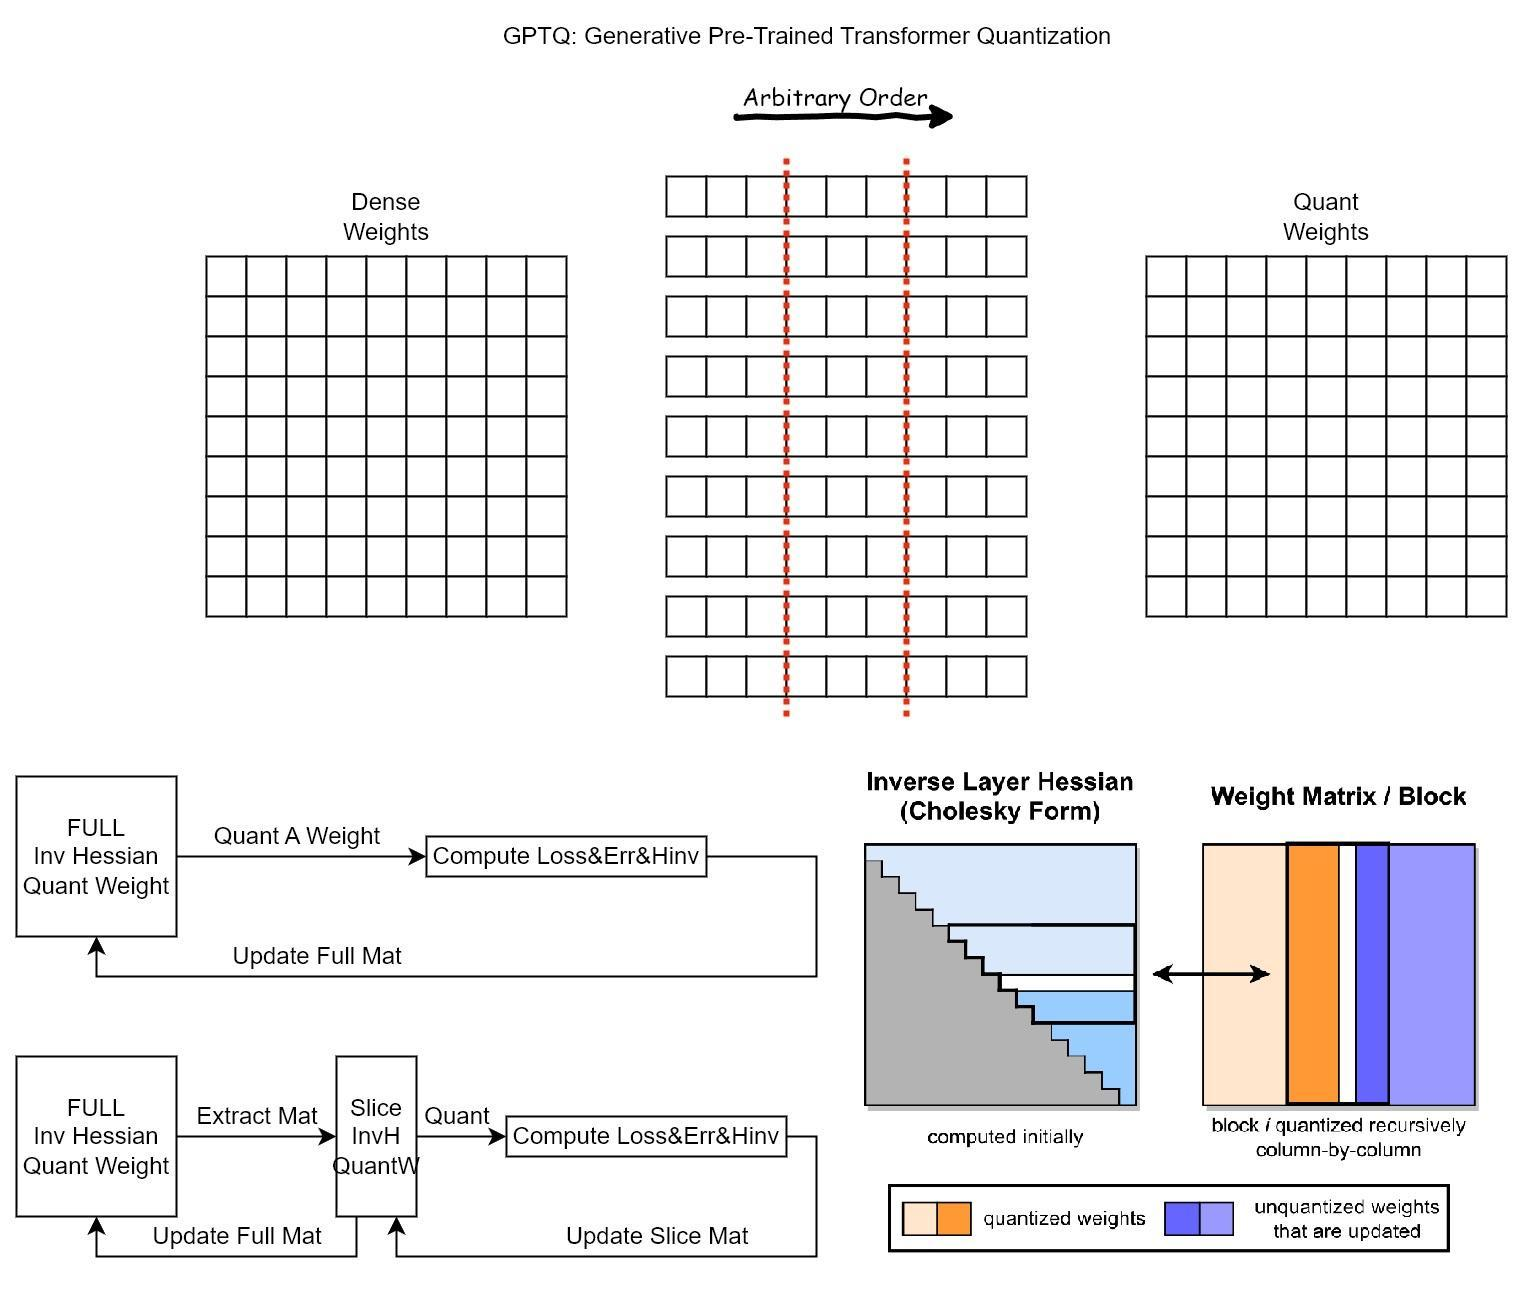 GPTQ: Generative Pre-Trained Transformer Quantization
Arbitrary Order
Dense
Weights
Quant
Weights
FULL
Inv Hessian
Quant Weight
Quant A Weight
Compute Loss&Err&Hinv
Update Full Mat
FULL
Inv Hessian
Quant Weight
Extract Mat
Slice
InvH
QuantW
Quant
Compute Loss&Err&Hinv
Update Full Mat
Update Slice Mat
Inverse Layer Hessian
(Cholesky Form)
computed initially
Weight Matrix / Block
block i quantized recursively
column-by-column
quantized weights
unquantized weights
that are updated